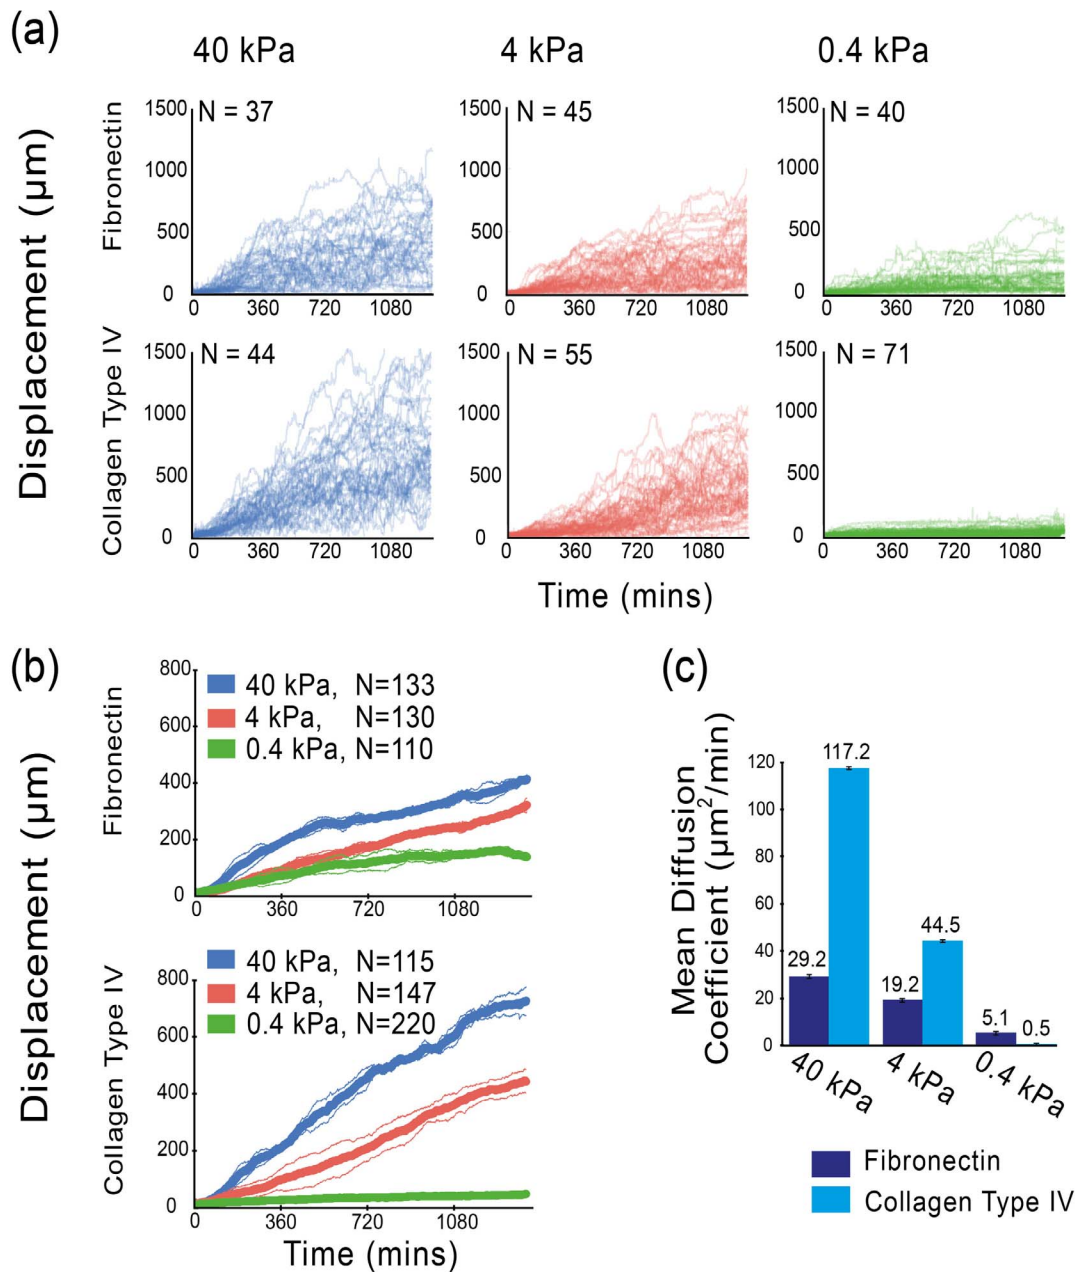 (a)
40 kPa 4 kPa 0.4 kPa
Displacement (µm)
Fibronectin
1500 N = 37
1000
500
0
0 360 720 1080
1500 N = 45
1000
500
0
0 360 720 1080
1500 N = 40
1000
500
0
0 360 720 1080
Collagen Type IV
1500 N = 44
1000
500
0
0 360 720 1080
1500 N = 55
1000
500
0
0 360 720 1080
1500 N = 71
1000
500
0
0 360 720 1080
Time (mins)
(b)
Displacement (µm)
Fibronectin
800
400
200
0
40 kPa, N=133
4 kPa, N=130
0.4 kPa, N=110
0 360 720 1080
Collagen Type IV
800
600
400
200
0
40 kPa, N=115
4 kPa, N=147
0.4 kPa, N=220
0 360 720 1080
Time (mins)
(c)
Mean Diffusion
Coefficient (µm²/min)
120
100
120
60
40
20
0
29.2 117.2
19.2 44.5
5.1 0.5
40 kPa 4 kPa 0.4 kPa
Fibronectin
Collagen Type IV